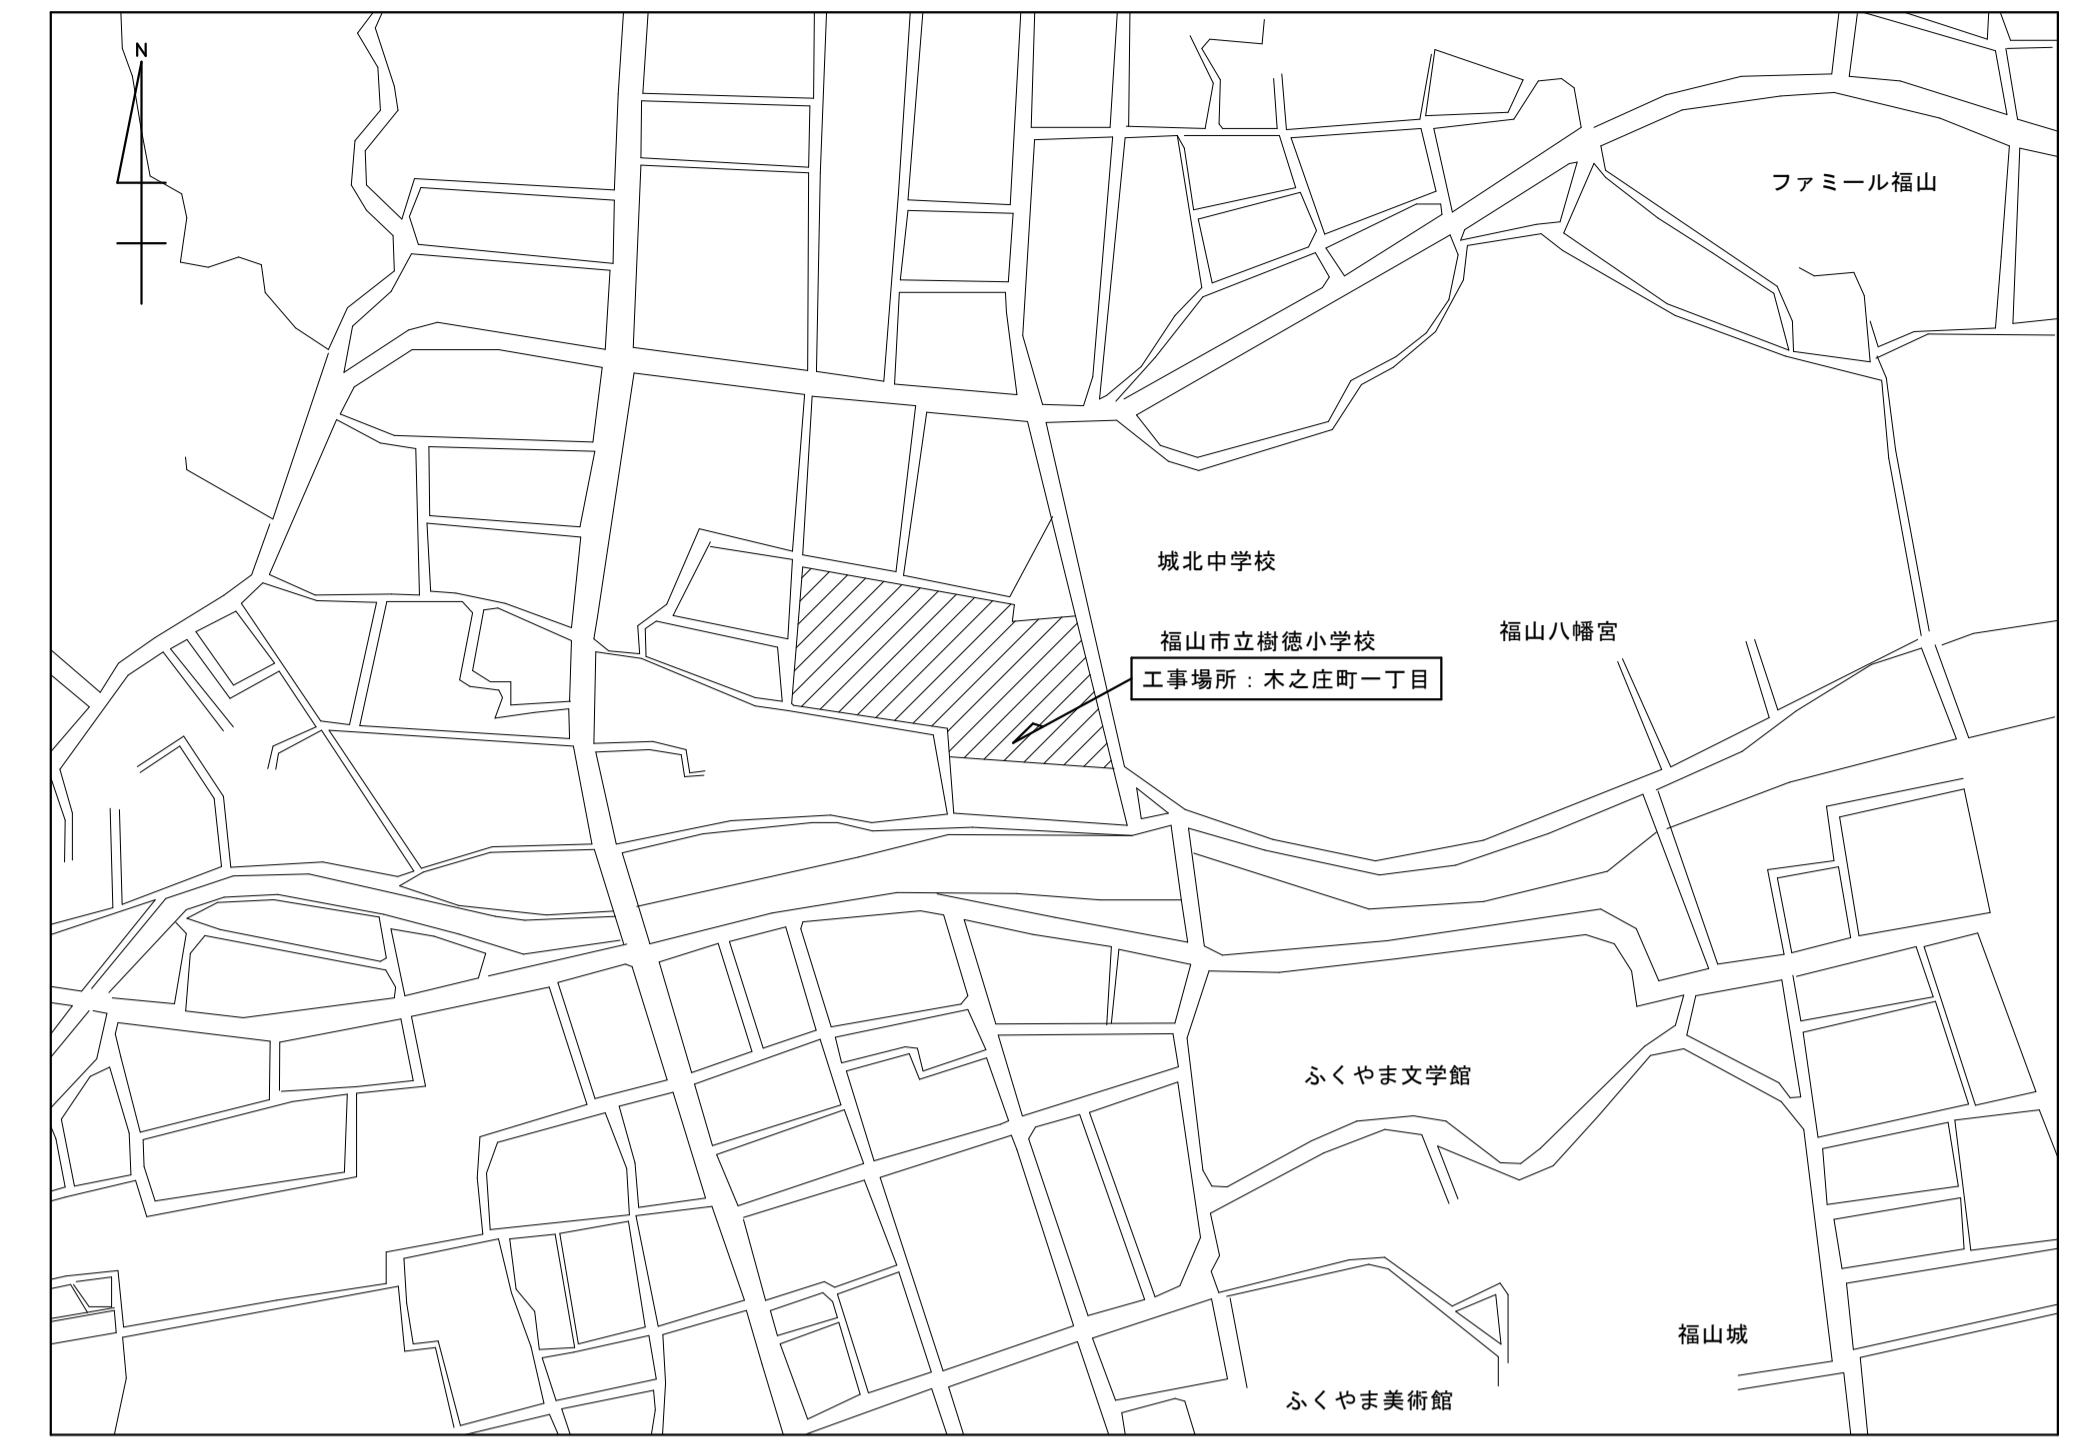 N
ファミール福山
城北中学校
福山八幡宮
福山市立樹徳小学校
工事場所：木之庄町一丁目
ふくやま文学館
福山城
ふくやま美術館